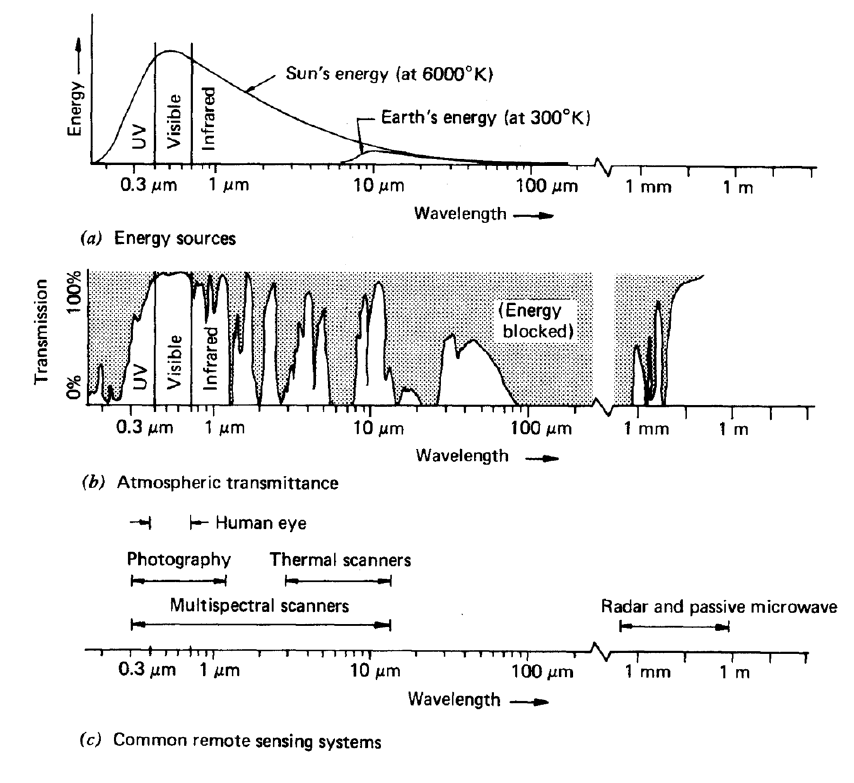 Energy
UV
Visible
Infrared
Sun's energy (at 6000°K)
Earth's energy (at 300°K)
0.3 μm 1 μm 10 μm 100 μm 1 mm 1 m
Wavelength
(a) Energy sources
Transmission
100%
0%
UV
Visible
Infrared
(Energy
blocked)
0.3 μm 1 μm 10 μm 100 μm 1 mm 1 m
Wavelength
(b) Atmospheric transmittance
Human eye
Photography Thermal scanners
Multispectral scanners Radar and passive microwave
0.3 μm 1 μm 10 μm 100 μm 1 mm 1 m
Wavelength
(c) Common remote sensing systems